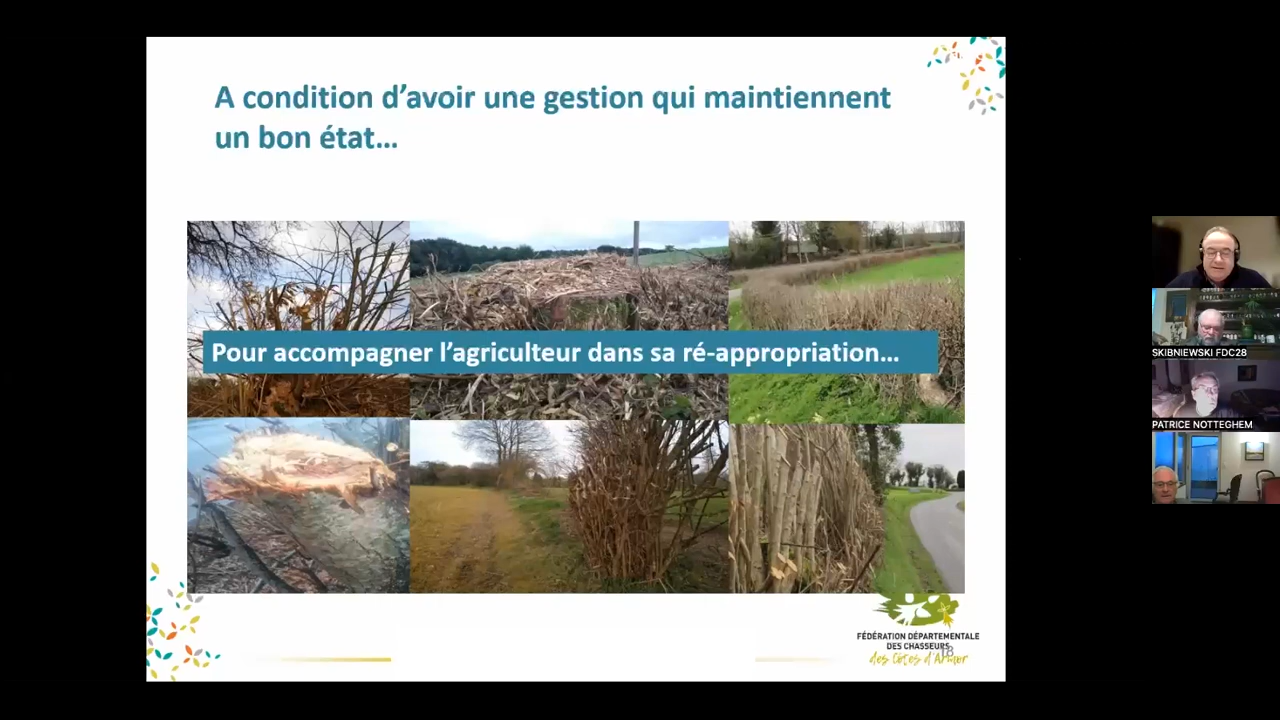 A condition d’avoir une gestion qui maintiennent
un bon état...
Pour accompagner l’agriculteur dans sa ré-appropriation...
FÉDÉRATION DÉPARTEMENTALE
DES CHASSEURS
des Côtes d'Armor
18
SKIBNIEWSKI FDC28
PATRICE NOTTEGHEM